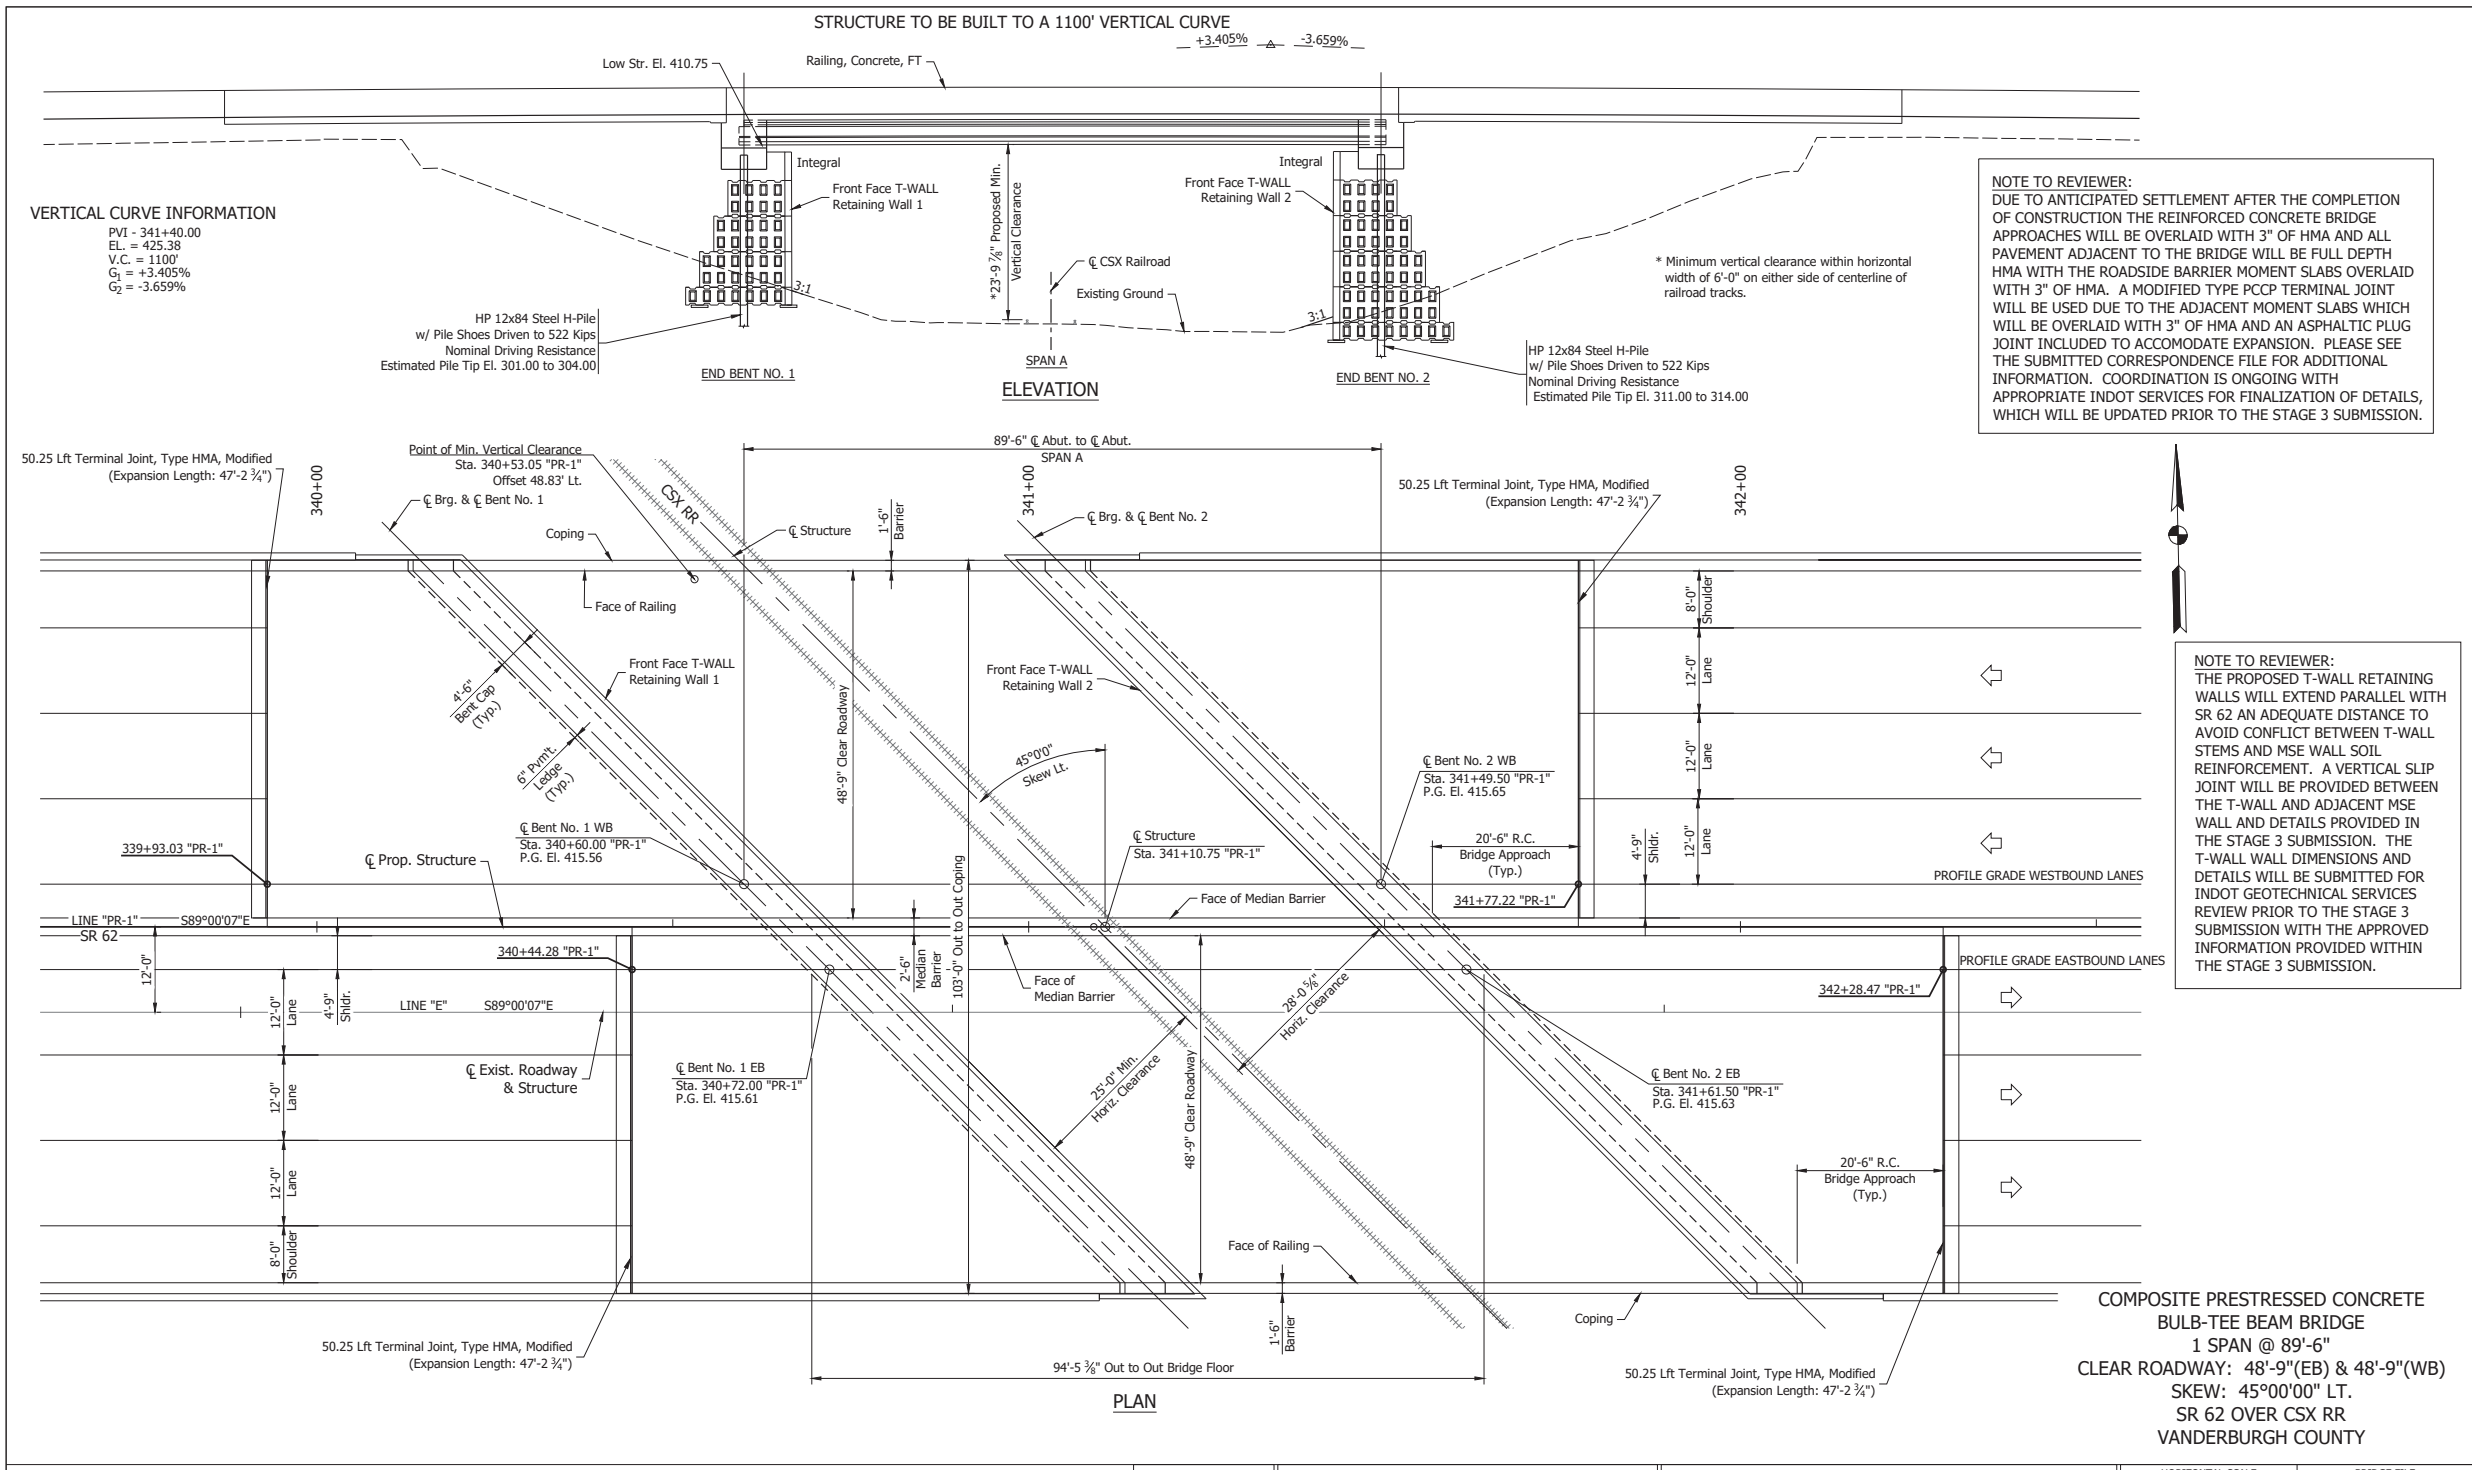 STRUCTURE TO BE BUILT TO A 1100' VERTICAL CURVE
+3.405%
-3.659%
Low Str. El. 410.75
Railing, Concrete, FT
Integral
Front Face T-WALL
Retaining Wall 1
*23'-9 ⅞" Proposed Min.
Vertical Clearance
Integral
Front Face T-WALL
Retaining Wall 2
VERTICAL CURVE INFORMATION
PVI - 341+40.00
EL. = 425.38
V.C. = 1100'
G1 = +3.405%
G2 = -3.659%
℄ CSX Railroad
Existing Ground
3:1
3:1
* Minimum vertical clearance within horizontal
width of 6'-0" on either side of centerline of
railroad tracks.
HP 12x84 Steel H-Pile
w/ Pile Shoes Driven to 522 Kips
Nominal Driving Resistance
Estimated Pile Tip El. 301.00 to 304.00
END BENT NO. 1
SPAN A
ELEVATION
END BENT NO. 2
HP 12x84 Steel H-Pile
w/ Pile Shoes Driven to 522 Kips
Nominal Driving Resistance
Estimated Pile Tip El. 311.00 to 314.00
NOTE TO REVIEWER:
DUE TO ANTICIPATED SETTLEMENT AFTER THE COMPLETION
OF CONSTRUCTION THE REINFORCED CONCRETE BRIDGE
APPROACHES WILL BE OVERLAID WITH 3" OF HMA AND ALL
PAVEMENT ADJACENT TO THE BRIDGE WILL BE FULL DEPTH
HMA WITH THE ROADSIDE BARRIER MOMENT SLABS OVERLAID
WITH 3" OF HMA. A MODIFIED TYPE PCCP TERMINAL JOINT
WILL BE USED DUE TO THE ADJACENT MOMENT SLABS WHICH
WILL BE OVERLAID WITH 3" OF HMA AND AN ASPHALTIC PLUG
JOINT INCLUDED TO ACCOMODATE EXPANSION. PLEASE SEE
THE SUBMITTED CORRESPONDENCE FILE FOR ADDITIONAL
INFORMATION. COORDINATION IS ONGOING WITH
APPROPRIATE INDOT SERVICES FOR FINALIZATION OF DETAILS,
WHICH WILL BE UPDATED PRIOR TO THE STAGE 3 SUBMISSION.
50.25 Lft Terminal Joint, Type HMA, Modified
(Expansion Length: 47'-2 ¾")
340+00
Point of Min. Vertical Clearance
Sta. 340+53.05 "PR-1"
Offset 48.83' Lt.
℄ Brg. & ℄ Bent No. 1
Coping
CSX RR
℄ Structure
89'-6" ℄ Abut. to ℄ Abut.
SPAN A
1'-6"
Barrier
341+00
℄ Brg. & ℄ Bent No. 2
50.25 Lft Terminal Joint, Type HMA, Modified
(Expansion Length: 47'-2 ¾")
342+00
Face of Railing
8'-0"
Shoulder
4'-6"
Bent Cap
(Typ.)
Front Face T-WALL
Retaining Wall 1
Front Face T-WALL
Retaining Wall 2
12'-0"
Lane
6" Pvm't.
Ledge
(Typ.)
48'-9" Clear Roadway
45°0'0"
Skew Lt.
12'-0"
Lane
℄ Bent No. 2 WB
Sta. 341+49.50 "PR-1"
P.G. El. 415.65
339+93.03 "PR-1"
℄ Prop. Structure
℄ Bent No. 1 WB
Sta. 340+60.00 "PR-1"
P.G. El. 415.56
℄ Structure
Sta. 341+10.75 "PR-1"
20'-6" R.C.
Bridge Approach
(Typ.)
4'-9"
Shldr.
12'-0"
Lane
PROFILE GRADE WESTBOUND LANES
LINE "PR-1"
S89°00'07"E
SR 62
103'-0" Out to Out Coping
Face of Median Barrier
341+77.22 "PR-1"
12'-0"
340+44.28 "PR-1"
2'-6"
Median
Barrier
Face of
Median Barrier
28'-0 ⅝"
Horiz. Clearance
PROFILE GRADE EASTBOUND LANES
342+28.47 "PR-1"
12'-0"
Lane
4'-9"
Shldr.
LINE "E"
S89°00'07"E
12'-0"
Lane
℄ Exist. Roadway
& Structure
℄ Bent No. 1 EB
Sta. 340+72.00 "PR-1"
P.G. El. 415.61
25'-0" Min.
Horiz. Clearance
48'-9" Clear Roadway
℄ Bent No. 2 EB
Sta. 341+61.50 "PR-1"
P.G. El. 415.63
12'-0"
Lane
20'-6" R.C.
Bridge Approach
(Typ.)
8'-0"
Shoulder
Face of Railing
1'-6"
Barrier
Coping
50.25 Lft Terminal Joint, Type HMA, Modified
(Expansion Length: 47'-2 ¾")
94'-5 ⅜" Out to Out Bridge Floor
PLAN
50.25 Lft Terminal Joint, Type HMA, Modified
(Expansion Length: 47'-2 ¾")
NOTE TO REVIEWER:
THE PROPOSED T-WALL RETAINING
WALLS WILL EXTEND PARALLEL WITH
SR 62 AN ADEQUATE DISTANCE TO
AVOID CONFLICT BETWEEN T-WALL
STEMS AND MSE WALL SOIL
REINFORCEMENT. A VERTICAL SLIP
JOINT WILL BE PROVIDED BETWEEN
THE T-WALL AND ADJACENT MSE
WALL AND DETAILS PROVIDED IN
THE STAGE 3 SUBMISSION. THE
T-WALL WALL DIMENSIONS AND
DETAILS WILL BE SUBMITTED FOR
INDOT GEOTECHNICAL SERVICES
REVIEW PRIOR TO THE STAGE 3
SUBMISSION WITH THE APPROVED
INFORMATION PROVIDED WITHIN
THE STAGE 3 SUBMISSION.
COMPOSITE PRESTRESSED CONCRETE
BULB-TEE BEAM BRIDGE
1 SPAN @ 89'-6"
CLEAR ROADWAY: 48'-9"(EB) & 48'-9"(WB)
SKEW: 45°00'00" LT.
SR 62 OVER CSX RR
VANDERBURGH COUNTY